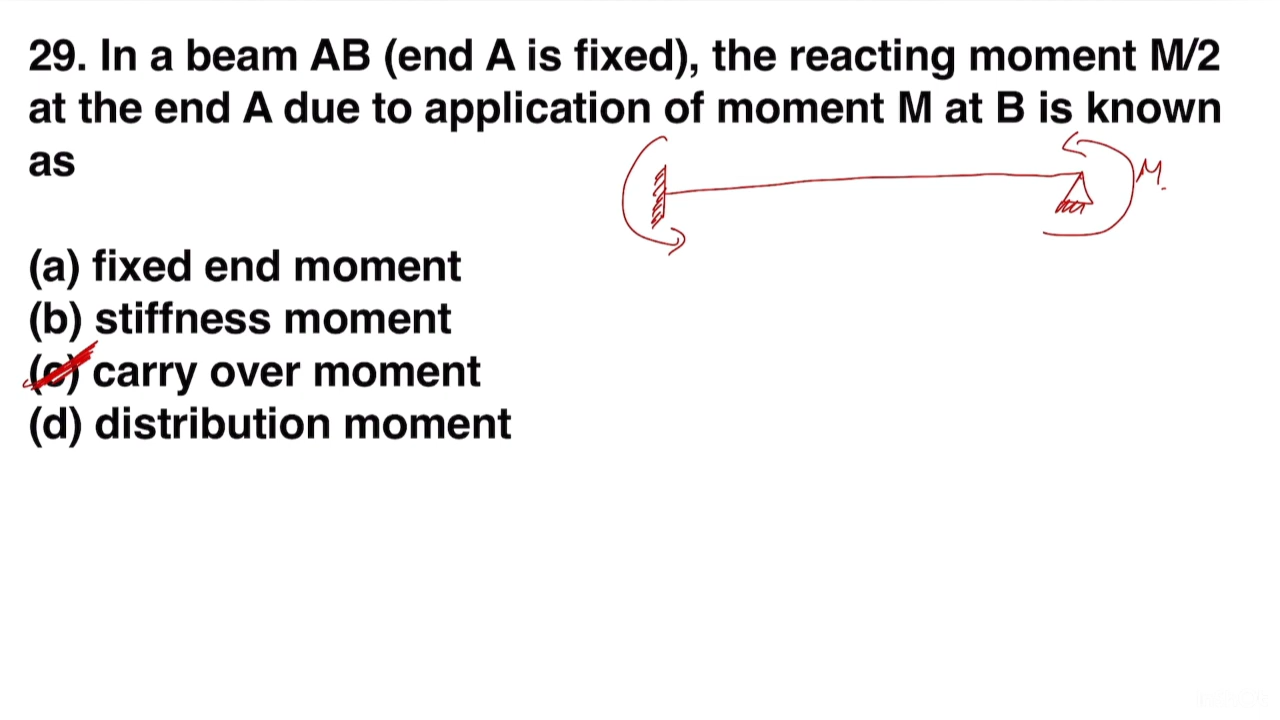 29. In a beam AB (end A is fixed), the reacting moment M/2
at the end A due to application of moment M at B is known
as
M.
(a) fixed end moment
(b) stiffness moment
(c) carry over moment
(d) distribution moment